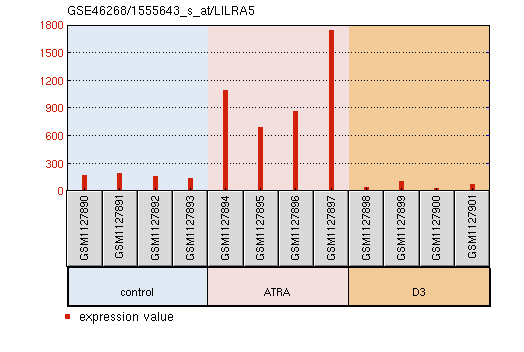 GSE46268/1555643_s_at/LILRA5
1800
1500
1200
900
600
300
0
GSM1127890
GSM1127891
GSM1127892
GSM1127893
GSM1127894
GSM1127895
GSM1127896
GSM1127897
GSM1127898
GSM1127899
GSM1127900
GSM1127901
control ATRA D3
expression value